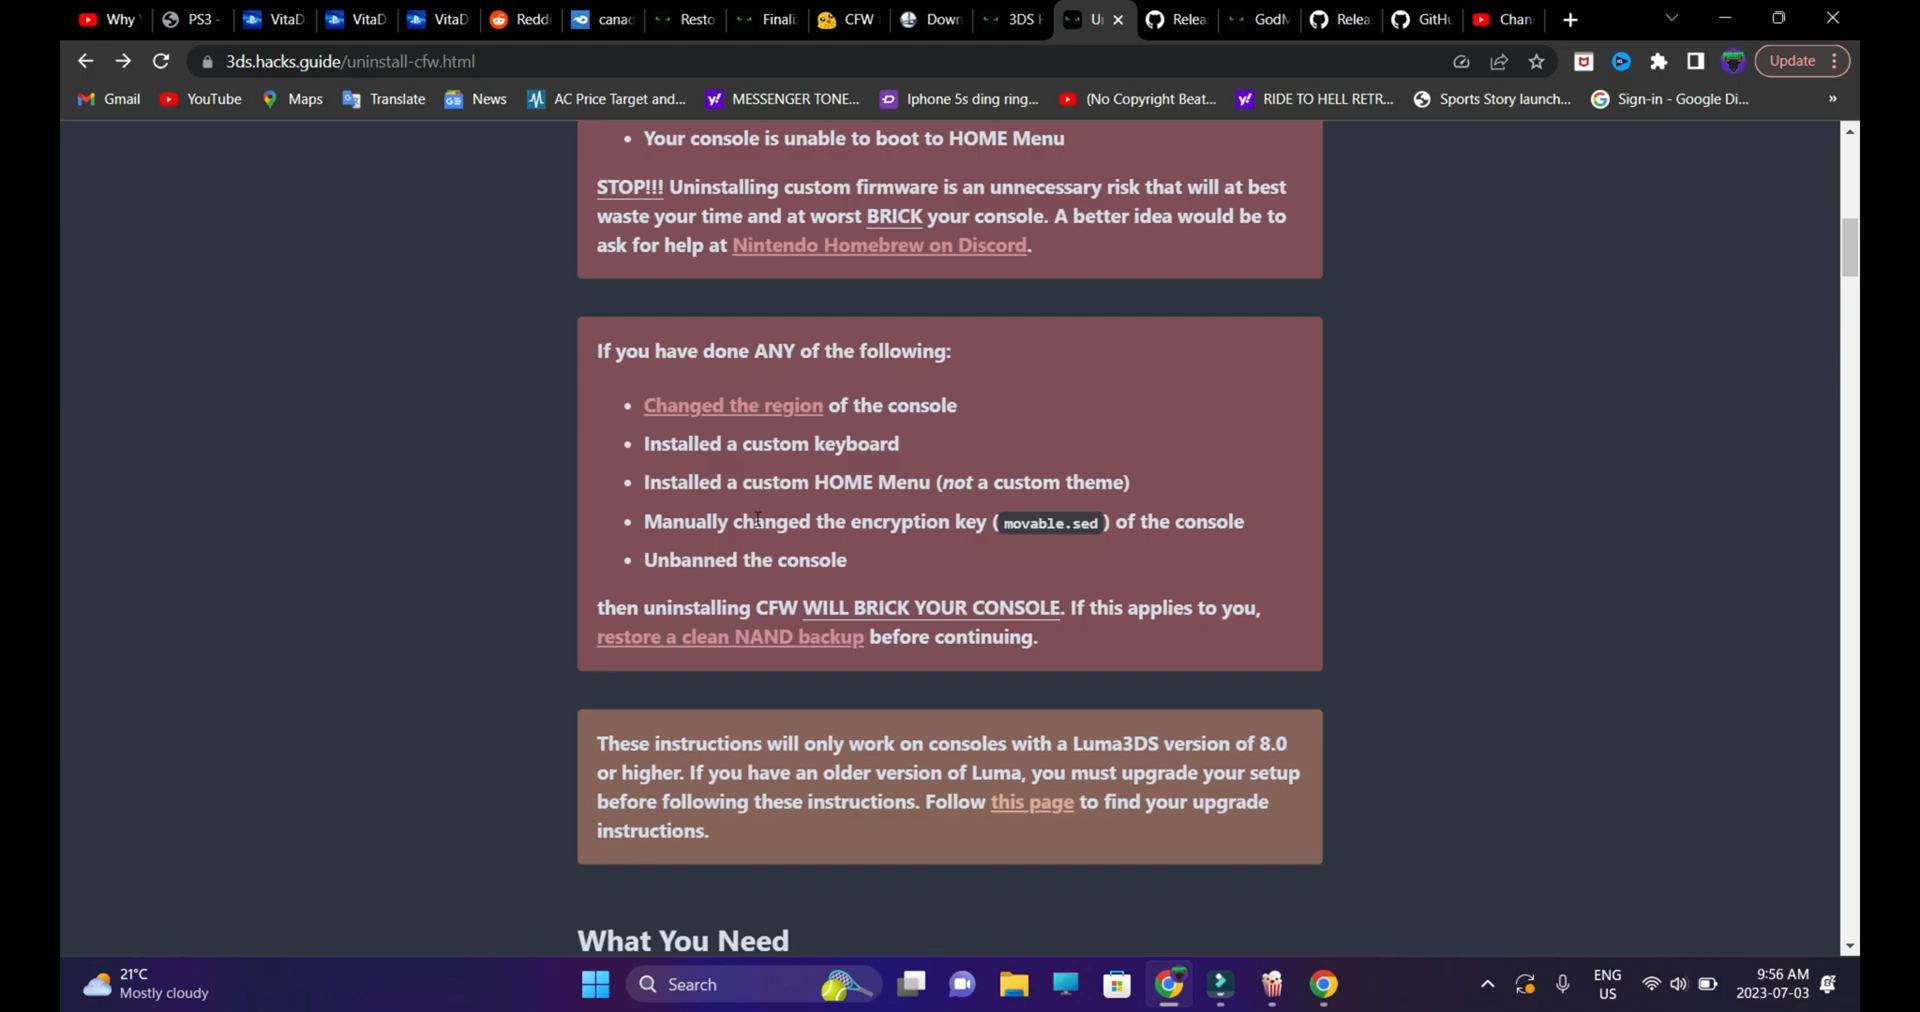 Why
PS3 -
VitaD
VitaD
VitaD
Reddi
canad
Resto
Finali
CFW
Down
3DS H
U
Relea
GodM
Relea
GitHu
Chan
3ds.hacks.guide/uninstall-cfw.html
Update
Gmail
YouTube
Maps
Translate
News
AC Price Target and...
MESSENGER TONE...
Iphone 5s ding ring...
(No Copyright Beat...
RIDE TO HELL RETR...
Sports Story launch...
Sign-in - Google Di...
»
• Your console is unable to boot to HOME Menu
STOP!!! Uninstalling custom firmware is an unnecessary risk that will at best
waste your time and at worst BRICK your console. A better idea would be to
ask for help at Nintendo Homebrew on Discord.
If you have done ANY of the following:
• Changed the region of the console
• Installed a custom keyboard
• Installed a custom HOME Menu (not a custom theme)
• Manually changed the encryption key (movable.sed) of the console
• Unbanned the console
then uninstalling CFW WILL BRICK YOUR CONSOLE. If this applies to you,
restore a clean NAND backup before continuing.
These instructions will only work on consoles with a Luma3DS version of 8.0
or higher. If you have an older version of Luma, you must upgrade your setup
before following these instructions. Follow this page to find your upgrade
instructions.
What You Need
21°C
Mostly cloudy
Search
ENG
US
9:56 AM
2023-07-03